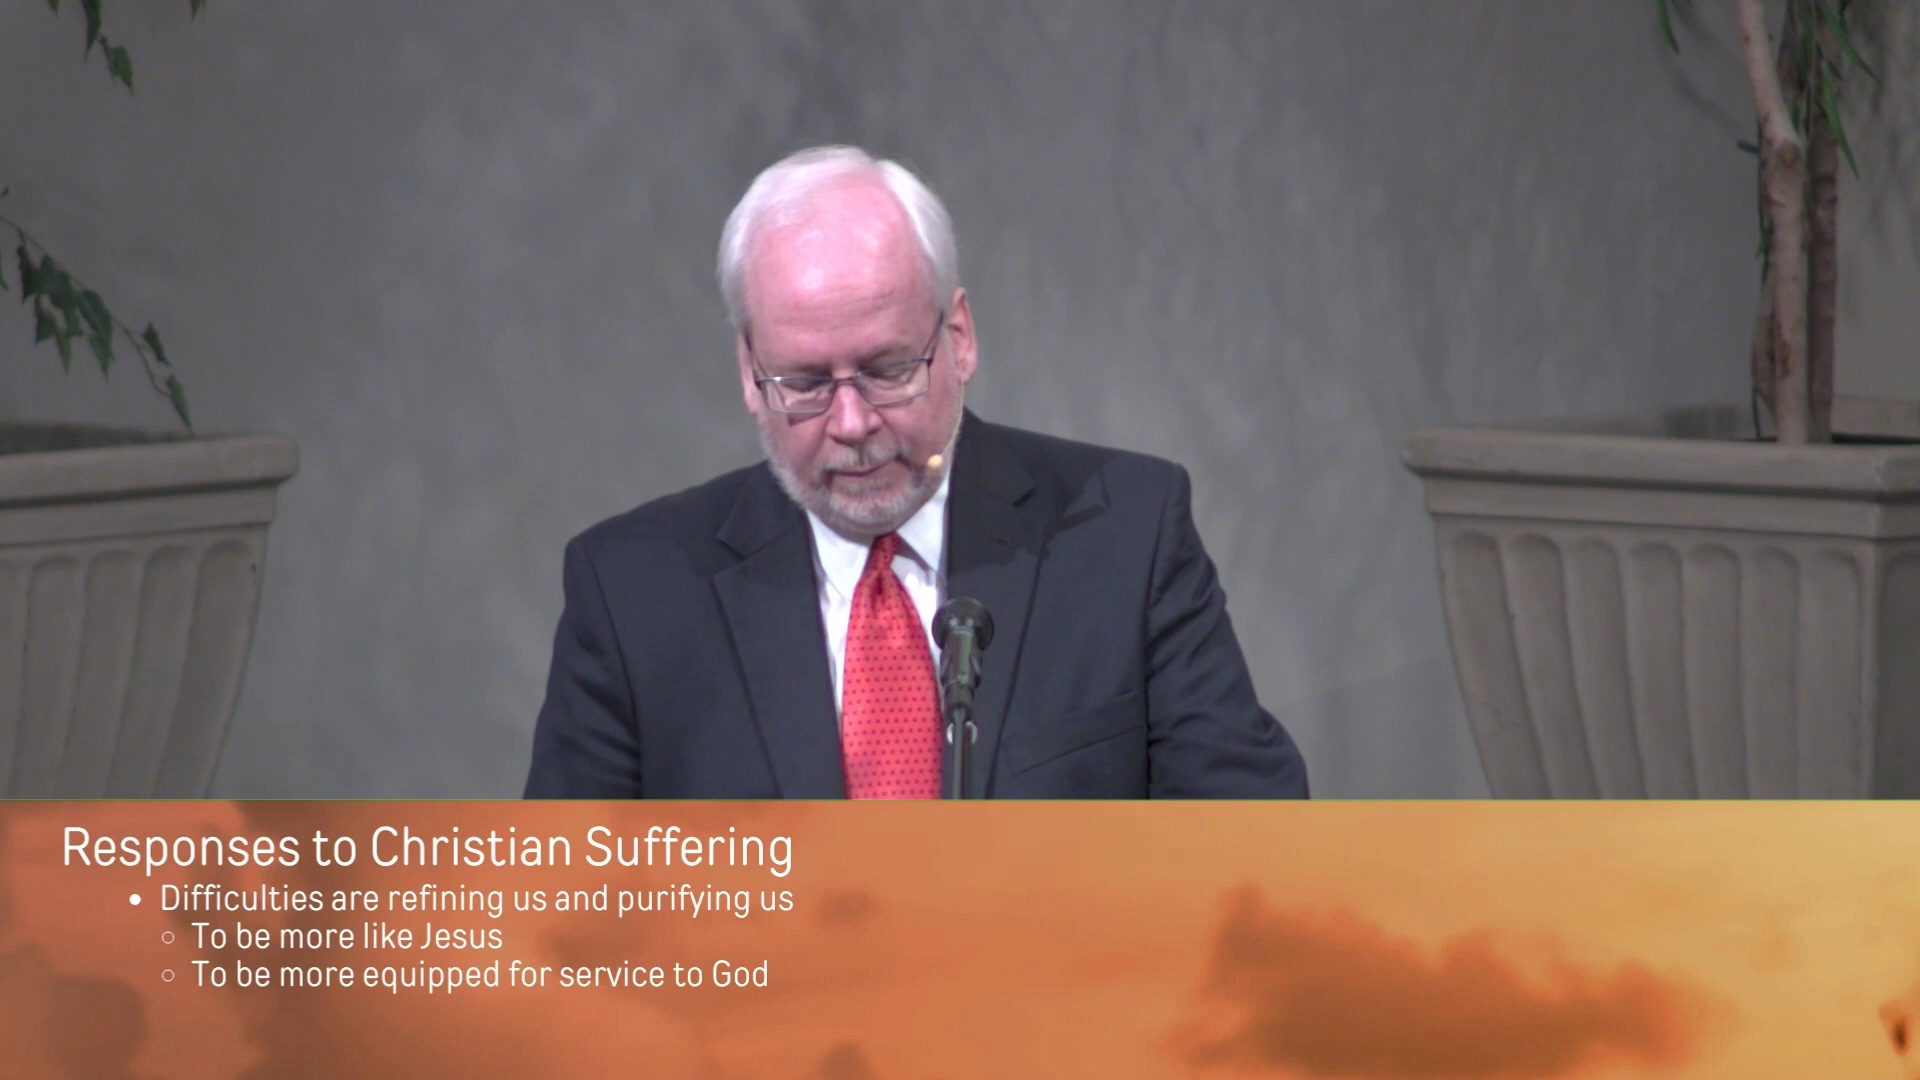 Responses to Christian Suffering
• Difficulties are refining us and purifying us
○ To be more like Jesus
○ To be more equipped for service to God